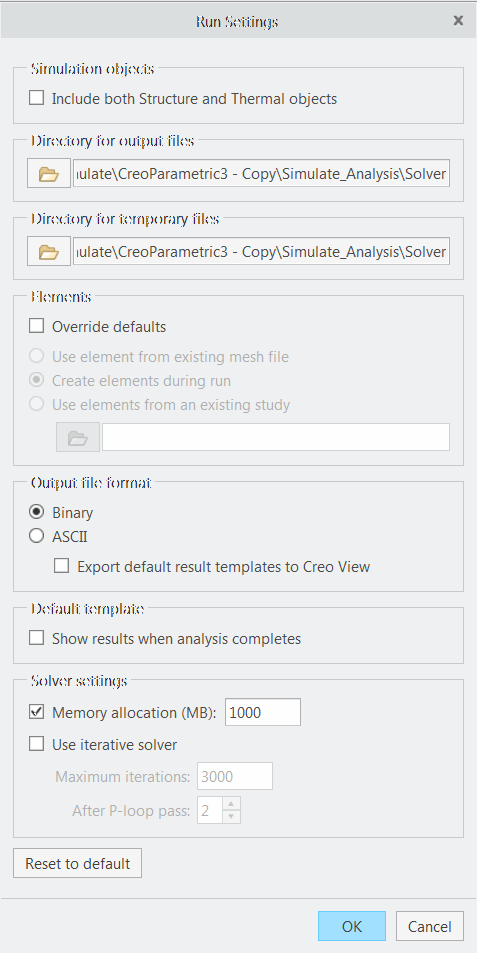 Run Settings
Simulation objects
Include both Structure and Thermal objects
Directory for output files
ulate\CreoParametric3 - Copy\Simulate_Analysis\Solver
Directory for temporary files
ulate\CreoParametric3 - Copy\Simulate_Analysis\Solver
Elements
Override defaults
Use element from existing mesh file
Create elements during run
Use elements from an existing study
Output file format
Binary
ASCII
Export default result templates to Creo View
Default template
Show results when analysis completes
Solver settings
Memory allocation (MB): 1000
Use iterative solver
Maximum iterations: 3000
After P-loop pass: 2
Reset to default
OK Cancel